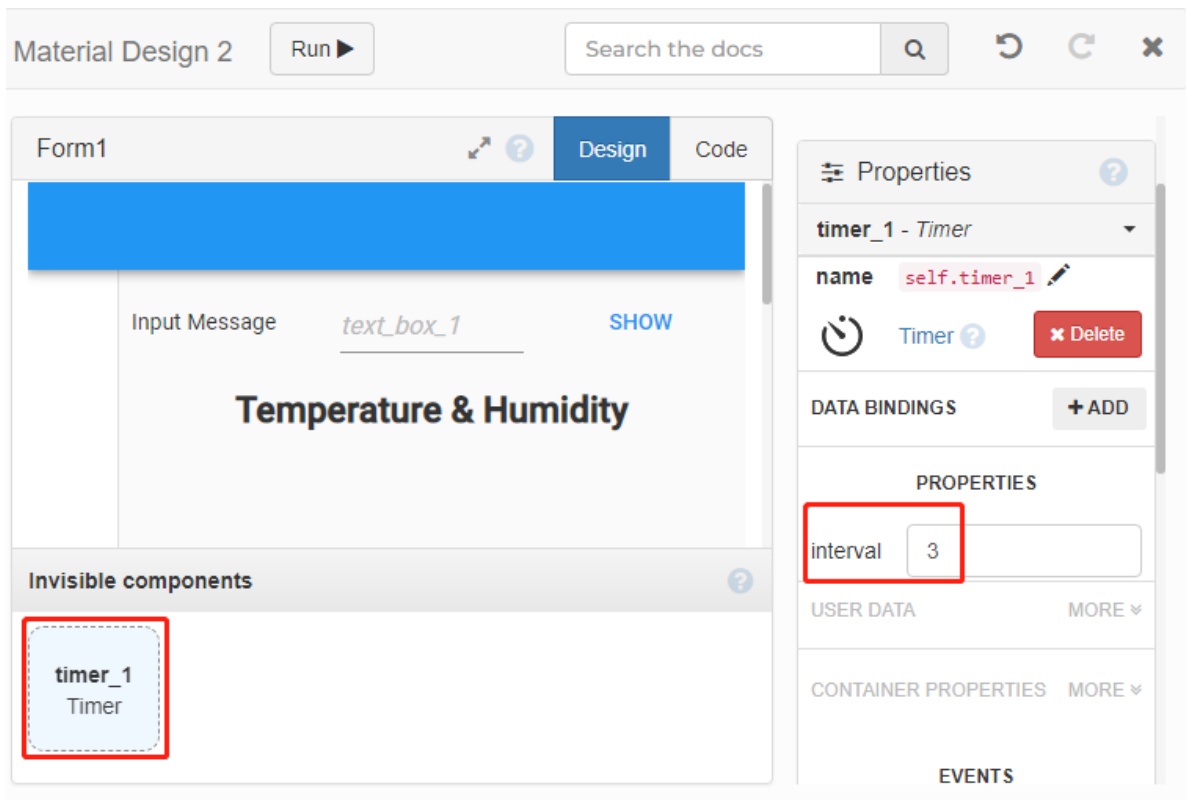 Material Design 2
Run
Search the docs
Form1
Design
Code
Input Message
text_box_1
SHOW
Temperature & Humidity
Invisible components
?
timer_1
Timer
Properties
?
timer_1 - Timer
name self.timer_1
Timer ?
Delete
DATA BINDINGS
+ ADD
PROPERTIES
interval 3
USER DATA
MORE
CONTAINER PROPERTIES
MORE
EVENTS